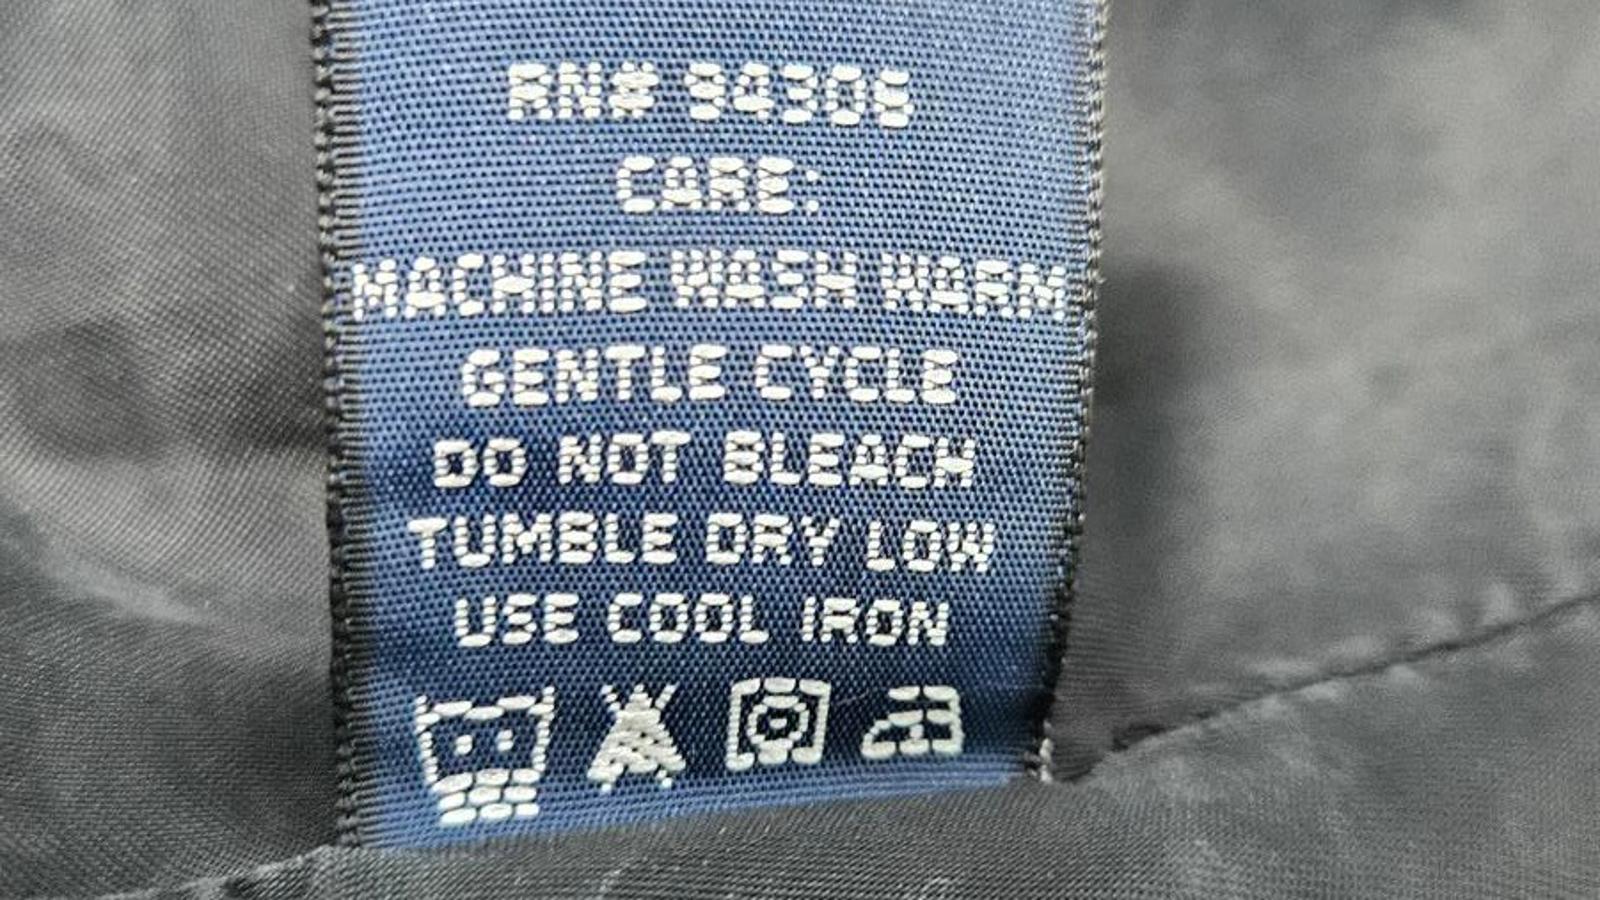 RN# 94306
CARE:
MACHINE WASH WARM
GENTLE CYCLE
DO NOT BLEACH
TUMBLE DRY LOW
USE COOL IRON